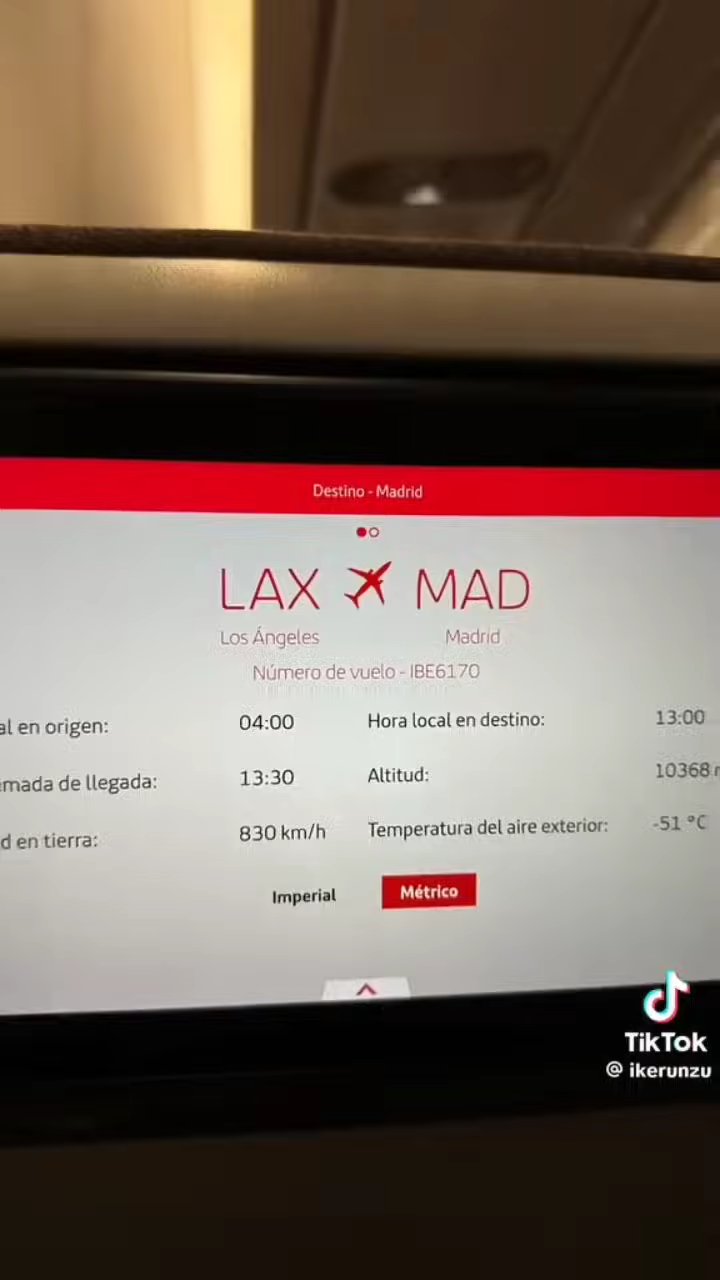 Destino - Madrid
LAX MAD
Los Ángeles Madrid
Número de vuelo - IBE6170
al en origen: 04:00 Hora local en destino: 13:00
mada de llegada: 13:30 Altitud: 10368
d en tierra: 830 km/h Temperatura del aire exterior: -51 °C
Imperial Métrico
TikTok
@ ikerunzu